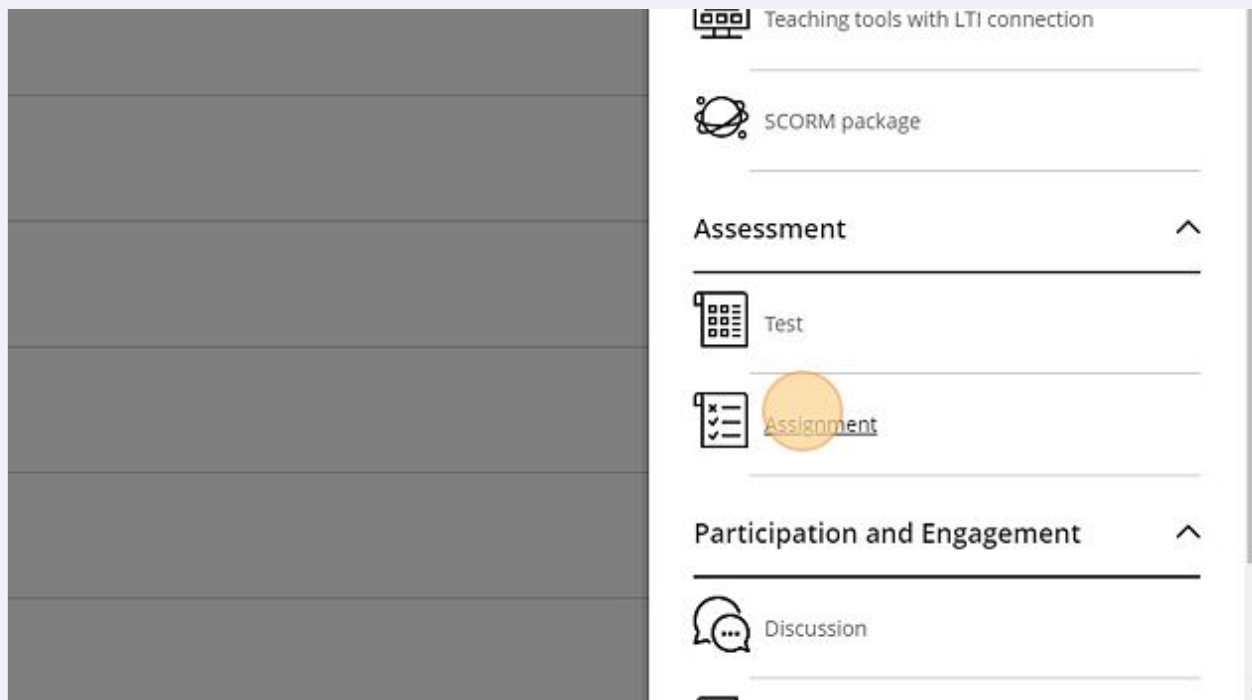 Teaching tools with LTI connection
SCORM package
Assessment
Test
Assignment
Participation and Engagement
Discussion